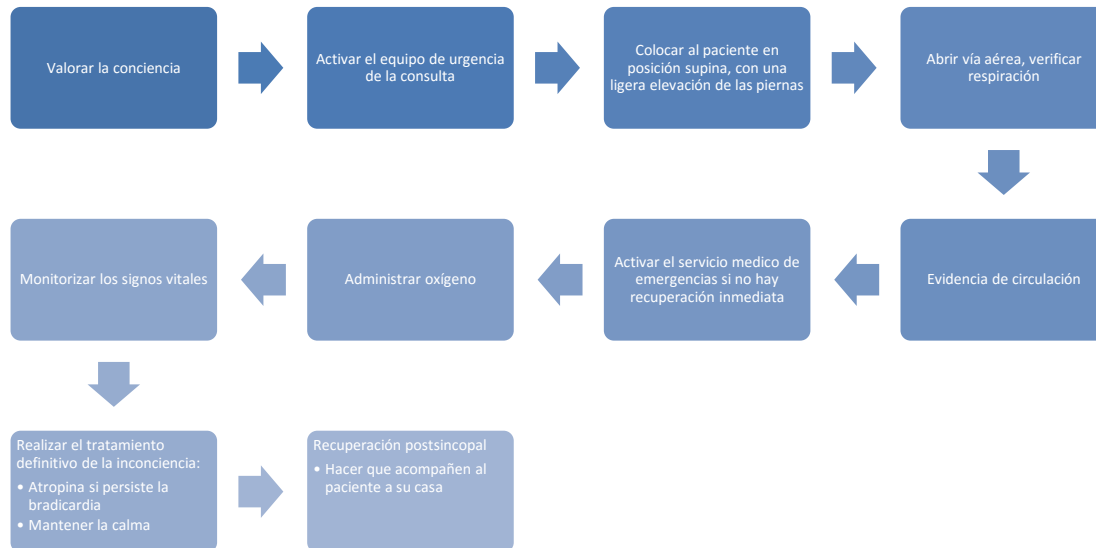 Valorar la conciencia
Activar el equipo de urgencia
de la consulta
Colocar al paciente en
posición supina, con una
ligera elevación de las piernas
Abrir vía aérea, verificar
respiración
Evidencia de circulación
Activar el servicio medico de
emergencias si no hay
recuperación inmediata
Administrar oxígeno
Monitorizar los signos vitales
Realizar el tratamiento
definitivo de la inconciencia:
• Atropina si persiste la
bradicardia
• Mantener la calma
Recuperación postsincopal
• Hacer que acompañen al
paciente a su casa